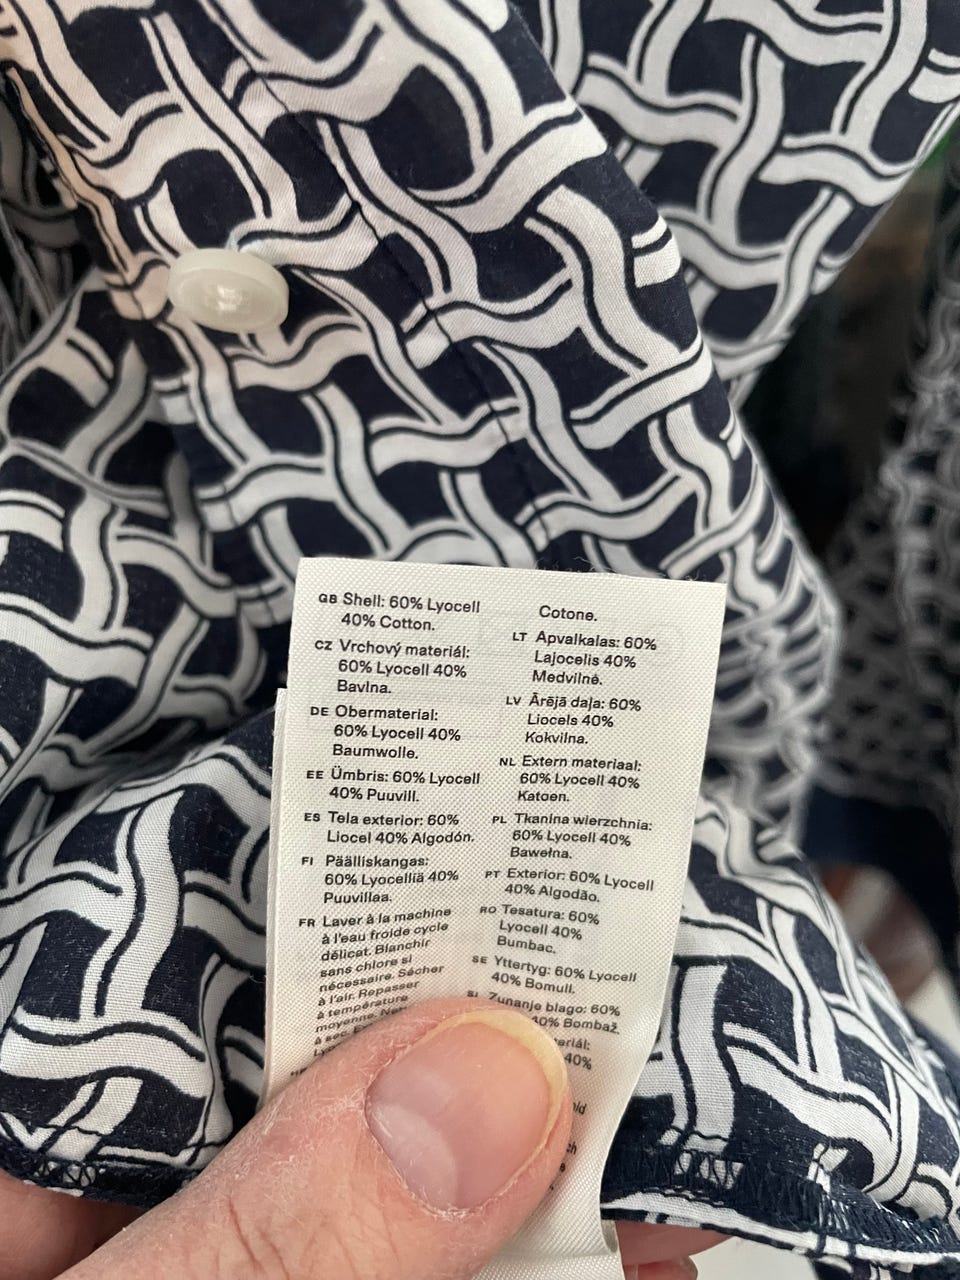 GB Shell: 60% Lyocell
40% Cotton.
CZ Vrchový materiál:
60% Lyocell 40%
Bavlna.
DE Obermaterial:
60% Lyocell 40%
Baumwolle.
EE Ümbris: 60% Lyocell
40% Puuvill.
ES Tela exterior: 60%
Liocel 40% Algodón.
FI Päälliskangas:
60% Lyocelliä 40%
Puuvillaa.
FR Laver à la machine
à l'eau froide cycle
délicat. Blanchir
sans chlore si
nécessaire. Sécher
à l'air. Repasser
à température
moyenne.
à sec.
Cotone.
LT Apvalkalas: 60%
Lajocelis 40%
Medvilnė.
LV Ārējā daļa: 60%
Liocels 40%
Kokvilna.
NL Extern materiaal:
60% Lyocell 40%
Katoen.
PL Tkanina wierzchnia:
60% Lyocell 40%
Bawełna.
PT Exterior: 60% Lyocell
40% Algodão.
RO Tesatura: 60%
Lyocell 40%
Bumbac.
SE Yttertyg: 60% Lyocell
40% Bomull.
Zunanje blago: 60%
40% Bombaž.
40%